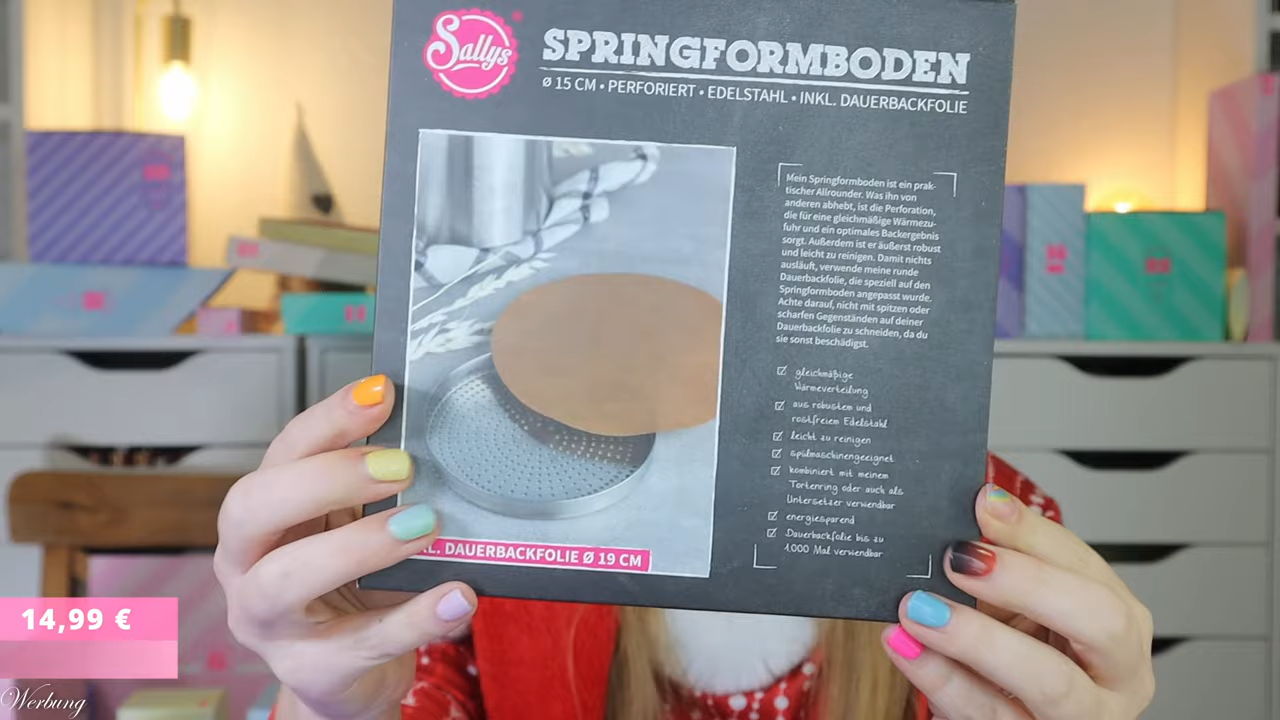 Sallys
SPRINGFORMBODEN
Ø 15 CM • PERFORIERT • EDELSTAHL • INKL. DAUERBACKFOLIE
Mein Springformboden ist ein prak-
tischer Allrounder. Was ihn von
anderen abhebt, ist die Perforation,
die für eine gleichmäßige Wärmezu-
fuhr und ein optimales Backergebnis
sorgt. Außerdem ist er äußerst robust
und leicht zu reinigen. Damit nichts
ausläuft, verwende meine runde
Dauerbackfolie, die speziell auf den
Springformboden angepasst wurde.
Achte darauf, nicht mit spitzen oder
scharfen Gegenständen auf deiner
Dauerbackfolie zu schneiden, da du
sie sonst beschädigst.
gleichmäßige
Wärmeverteilung
aus robustem und
rostfreiem Edelstahl
leicht zu reinigen
spülmaschinengeeignet
kombiniert mit meinem
Tortenring oder auch als
Untersetzer verwendbar
energiesparend
Dauerbackfolie bis zu
1.000 Mal verwendbar
KL. DAUERBACKFOLIE Ø 19 CM
14,99 €
Werbung